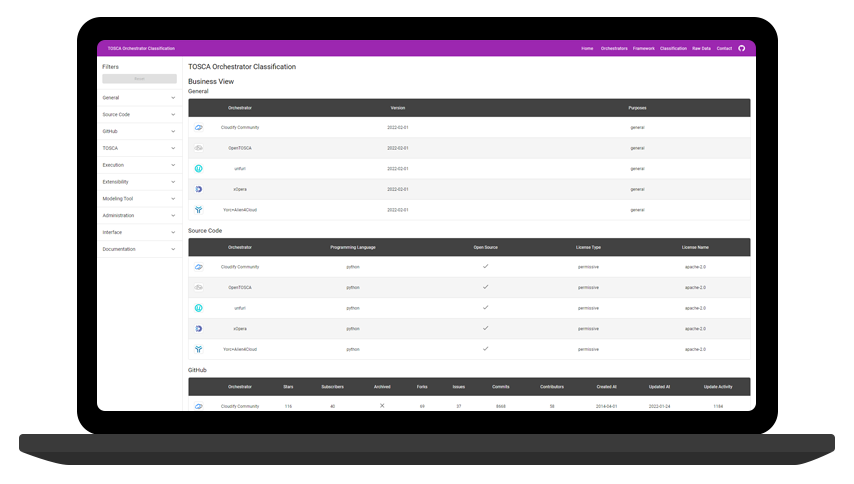 TOSCA Orchestrator Classification
Home Orchestrators Framework Classification Raw Data Contact
Filters
Reset
General
Source Code
GitHub
TOSCA
Execution
Extensibility
Modeling Tool
Administration
Interface
Documentation
TOSCA Orchestrator Classification
Business View
General
Orchestrator Version Purposes
Cloudify Community 2022-02-01 general
OpenTOSCA 2022-02-01 general
unfurl 2022-02-01 general
xOpera 2022-02-01 general
Yorc+Alien4Cloud 2022-02-01 general
Source Code
Orchestrator Programming Language Open Source License Type License Name
Cloudify Community python permissive apache-2.0
OpenTOSCA python permissive apache-2.0
unfurl python permissive apache-2.0
xOpera python permissive apache-2.0
Yorc+Alien4Cloud python permissive apache-2.0
GitHub
Orchestrator Stars Subscribers Archived Forks Issues Commits Contributors Created At Updated At Update Activity
Cloudify Community 116 40 69 37 8668 58 2014-04-01 2022-01-24 1184